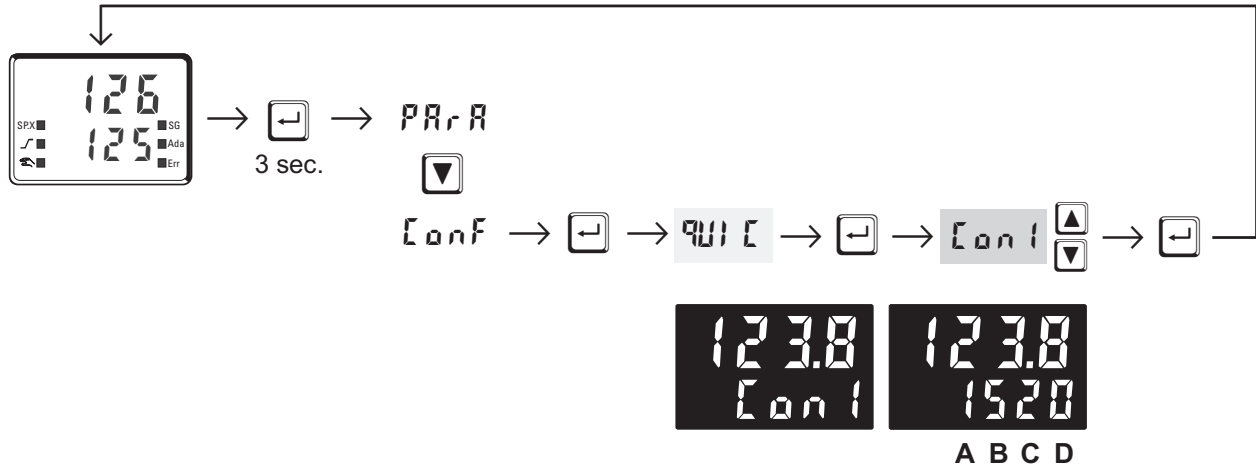 126
SP.X SG
125 Ada
Err
3 sec.
PArA
ConF
qUIC
Con1
123.8
Con1
123.8
1520
A B C D